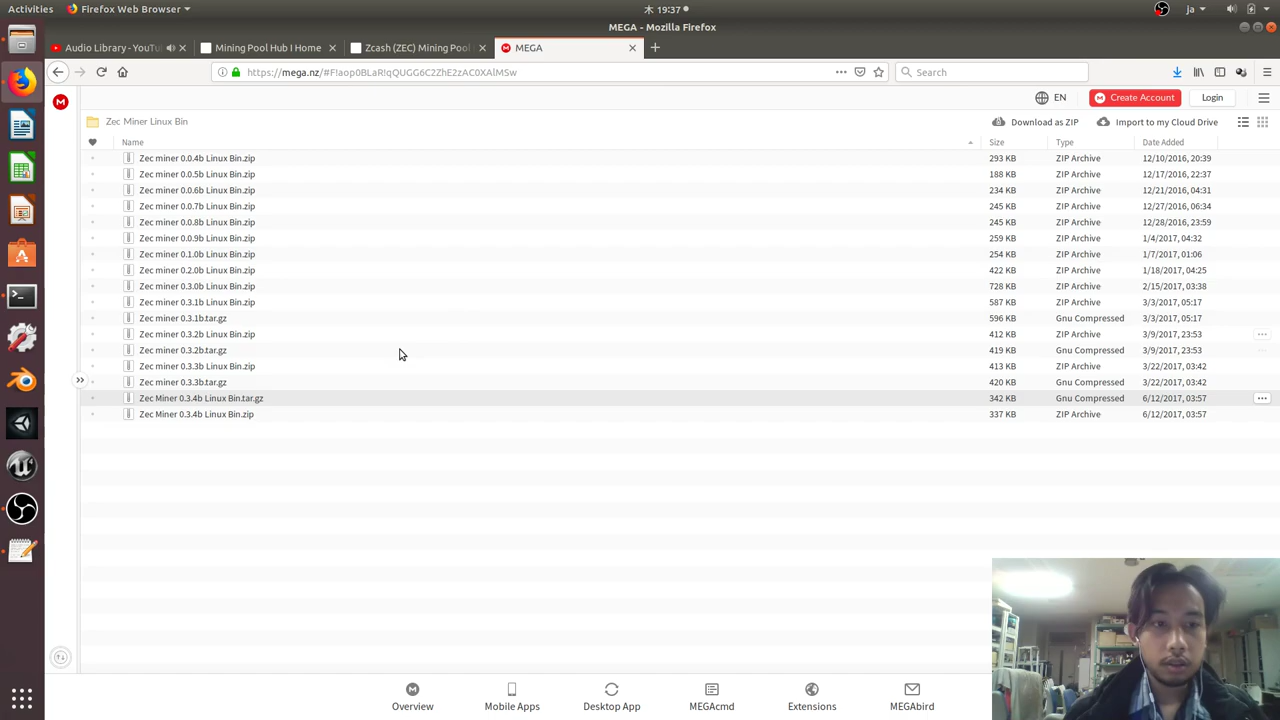 Activities Firefox Web Browser 木 19:37 ja
MEGA - Mozilla Firefox
Audio Library - YouTu Mining Pool Hub I Home Zcash (ZEC) Mining Pool MEGA
https://mega.nz/#F!aop0BLaR!qQUGG6C2ZhE2zAC0XAlMSw Search
EN Create Account Login
Zec Miner Linux Bin Download as ZIP Import to my Cloud Drive
Name Size Type Date Added
Zec miner 0.0.4b Linux Bin.zip 293 KB ZIP Archive 12/10/2016, 20:39
Zec miner 0.0.5b Linux Bin.zip 188 KB ZIP Archive 12/17/2016, 22:37
Zec miner 0.0.6b Linux Bin.zip 234 KB ZIP Archive 12/21/2016, 04:31
Zec miner 0.0.7b Linux Bin.zip 245 KB ZIP Archive 12/27/2016, 06:34
Zec miner 0.0.8b Linux Bin.zip 245 KB ZIP Archive 12/28/2016, 23:59
Zec miner 0.0.9b Linux Bin.zip 259 KB ZIP Archive 1/4/2017, 04:32
Zec miner 0.1.0b Linux Bin.zip 254 KB ZIP Archive 1/7/2017, 01:06
Zec miner 0.2.0b Linux Bin.zip 422 KB ZIP Archive 1/18/2017, 04:25
Zec miner 0.3.0b Linux Bin.zip 728 KB ZIP Archive 2/15/2017, 03:38
Zec miner 0.3.1b Linux Bin.zip 587 KB ZIP Archive 3/3/2017, 05:17
Zec miner 0.3.1b.tar.gz 596 KB Gnu Compressed 3/3/2017, 05:17
Zec miner 0.3.2b Linux Bin.zip 412 KB ZIP Archive 3/9/2017, 23:53
Zec miner 0.3.2b.tar.gz 419 KB Gnu Compressed 3/9/2017, 23:53
Zec miner 0.3.3b Linux Bin.zip 413 KB ZIP Archive 3/22/2017, 03:42
Zec miner 0.3.3b.tar.gz 420 KB Gnu Compressed 3/22/2017, 03:42
Zec Miner 0.3.4b Linux Bin.tar.gz 342 KB Gnu Compressed 6/12/2017, 03:57
Zec Miner 0.3.4b Linux Bin.zip 337 KB ZIP Archive 6/12/2017, 03:57
Overview Mobile Apps Desktop App MEGAcmd Extensions MEGAbird